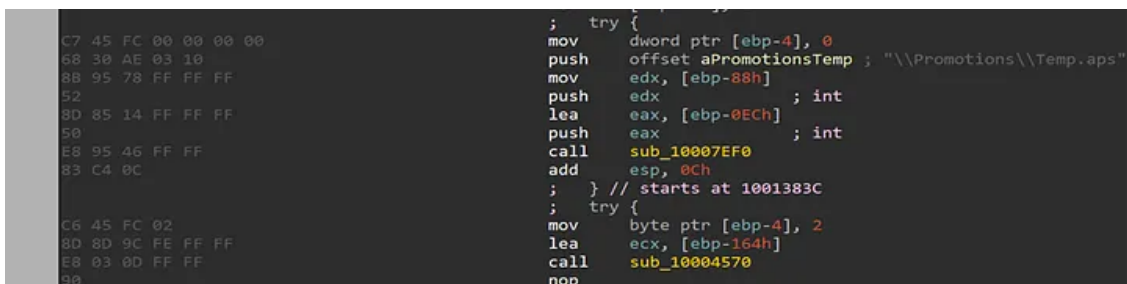 ; try {
C7 45 FC 00 00 00 00 mov dword ptr [ebp-4], 0
68 30 AE 03 10 push offset aPromotionsTemp ; "\\Promotions\\Temp.aps"
8B 95 78 FF FF FF mov edx, [ebp-88h]
52 push edx ; int
8D 85 14 FF FF FF lea eax, [ebp-0ECh]
50 push eax ; int
E8 95 46 FF FF call sub_10007EF0
83 C4 0C add esp, 0Ch
; } // starts at 1001383C
; try {
C6 45 FC 02 mov byte ptr [ebp-4], 2
8D 8D 9C FE FF FF lea ecx, [ebp-164h]
E8 03 0D FF FF call sub_10004570
90 nop